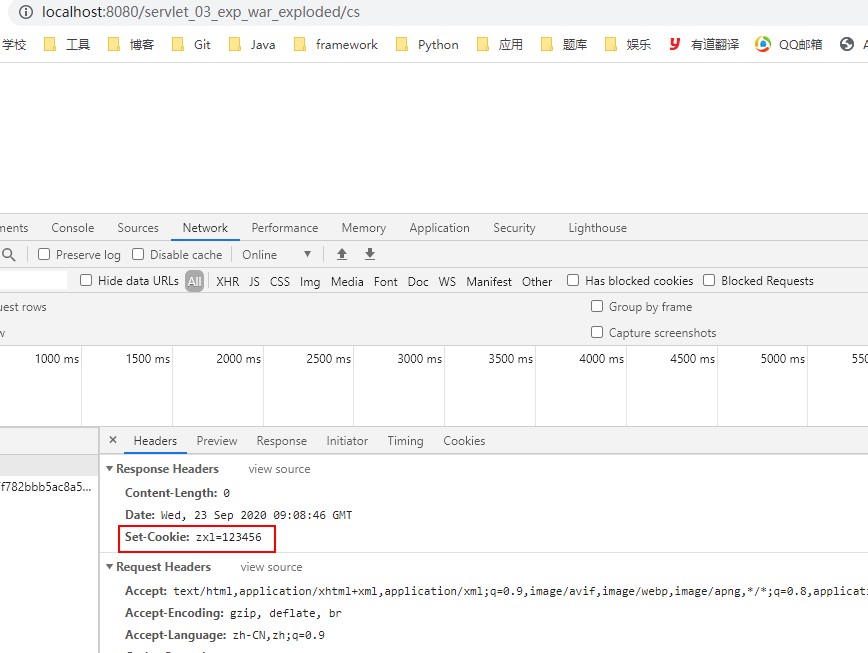 localhost:8080/servlet_03_exp_war_exploded/cs
学校 工具 博客 Git Java framework Python 应用 题库 娱乐 有道翻译 QQ邮箱
Console Sources Network Performance Memory Application Security Lighthouse
Preserve log Disable cache Online
Hide data URLs All XHR JS CSS Img Media Font Doc WS Manifest Other Has blocked cookies Blocked Requests
rows Group by frame
Capture screenshots
1000 ms 1500 ms 2000 ms 2500 ms 3000 ms 3500 ms 4000 ms 4500 ms 5000 ms
× Headers Preview Response Initiator Timing Cookies
Response Headers view source
f782bbb5ac8a5... Content-Length: 0
Date: Wed, 23 Sep 2020 09:08:46 GMT
Set-Cookie: zxl=123456
Request Headers view source
Accept: text/html,application/xhtml+xml,application/xml;q=0.9,image/avif,image/webp,image/apng,*/*;q=0.8,applicati
Accept-Encoding: gzip, deflate, br
Accept-Language: zh-CN,zh;q=0.9